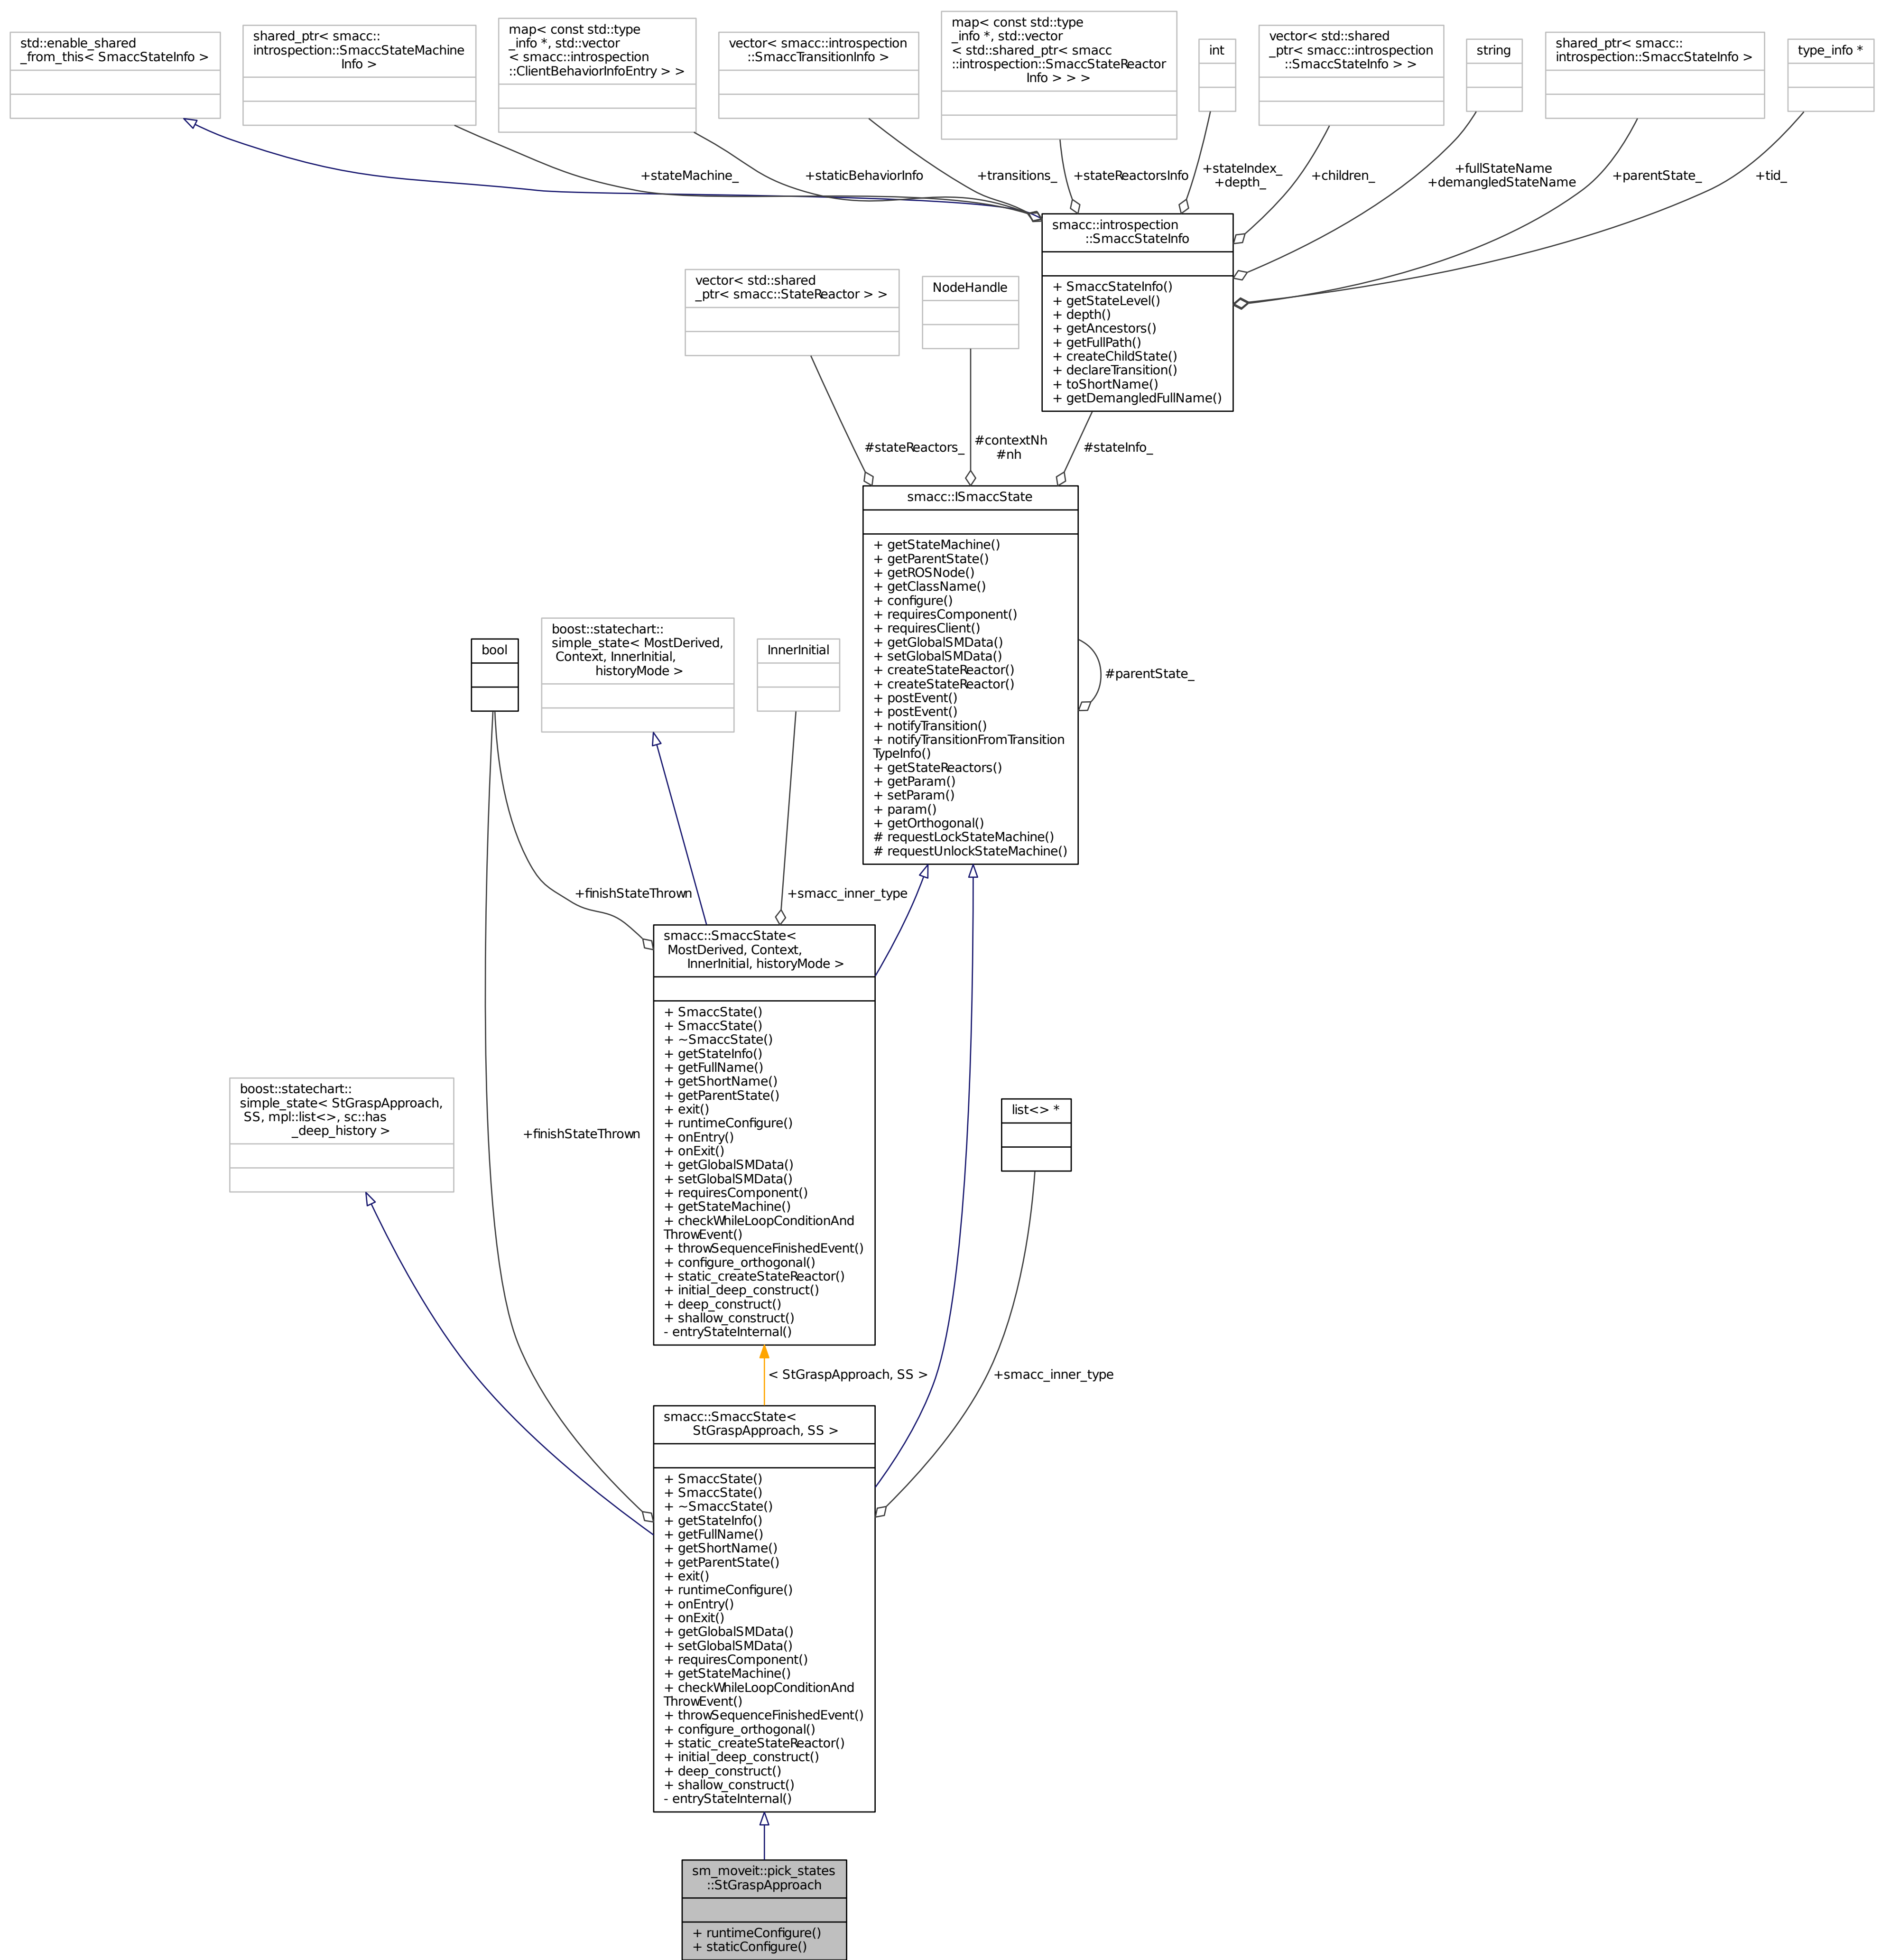 std::enable_shared
_from_this< SmaccStateInfo >
shared_ptr< smacc::
introspection::SmaccStateMachine
Info >
map< const std::type
_info *, std::vector
< smacc::introspection
::ClientBehaviorInfoEntry > >
vector< smacc::introspection
::SmaccTransitionInfo >
map< const std::type
_info *, std::vector
< std::shared_ptr< smacc
::introspection::SmaccStateReactor
Info > > >
int
vector< std::shared
_ptr< smacc::introspection
::SmaccStateInfo > >
string
shared_ptr< smacc::
introspection::SmaccStateInfo >
type_info *
+stateMachine_
+staticBehaviorInfo
+transitions_
+stateReactorsInfo
+stateIndex_
+depth_
+children_
+fullStateName
+demangledStateName
+parentState_
+tid_
smacc::introspection
::SmaccStateInfo
+ SmaccStateInfo()
+ getStateLevel()
+ depth()
+ getAncestors()
+ getFullPath()
+ createChildState()
+ declareTransition()
+ toShortName()
+ getDemangledFullName()
vector< std::shared
_ptr< smacc::StateReactor > >
NodeHandle
#stateReactors_
#contextNh
#nh
#stateInfo_
smacc::ISmaccState
+ getStateMachine()
+ getParentState()
+ getROSNode()
+ getClassName()
+ configure()
+ requiresComponent()
+ requiresClient()
+ getGlobalSMData()
+ setGlobalSMData()
+ createStateReactor()
+ createStateReactor()
+ postEvent()
+ postEvent()
+ notifyTransition()
+ notifyTransitionFromTransition
TypeInfo()
+ getStateReactors()
+ getParam()
+ setParam()
+ param()
+ getOrthogonal()
# requestLockStateMachine()
# requestUnlockStateMachine()
#parentState_
bool
boost::statechart::
simple_state< MostDerived,
Context, InnerInitial,
historyMode >
InnerInitial
+finishStateThrown
+smacc_inner_type
smacc::SmaccState<
MostDerived, Context,
InnerInitial, historyMode >
+ SmaccState()
+ SmaccState()
+ ~SmaccState()
+ getStateInfo()
+ getFullName()
+ getShortName()
+ getParentState()
+ exit()
+ runtimeConfigure()
+ onEntry()
+ onExit()
+ getGlobalSMData()
+ setGlobalSMData()
+ requiresComponent()
+ getStateMachine()
+ checkWhileLoopConditionAnd
ThrowEvent()
+ throwSequenceFinishedEvent()
+ configure_orthogonal()
+ static_createStateReactor()
+ initial_deep_construct()
+ deep_construct()
+ shallow_construct()
- entryStateInternal()
boost::statechart::
simple_state< StGraspApproach,
SS, mpl::list<>, sc::has
_deep_history >
+finishStateThrown
list<> *
< StGraspApproach, SS >
+smacc_inner_type
smacc::SmaccState<
StGraspApproach, SS >
+ SmaccState()
+ SmaccState()
+ ~SmaccState()
+ getStateInfo()
+ getFullName()
+ getShortName()
+ getParentState()
+ exit()
+ runtimeConfigure()
+ onEntry()
+ onExit()
+ getGlobalSMData()
+ setGlobalSMData()
+ requiresComponent()
+ getStateMachine()
+ checkWhileLoopConditionAnd
ThrowEvent()
+ throwSequenceFinishedEvent()
+ configure_orthogonal()
+ static_createStateReactor()
+ initial_deep_construct()
+ deep_construct()
+ shallow_construct()
- entryStateInternal()
sm_moveit::pick_states
::StGraspApproach
+ runtimeConfigure()
+ staticConfigure()